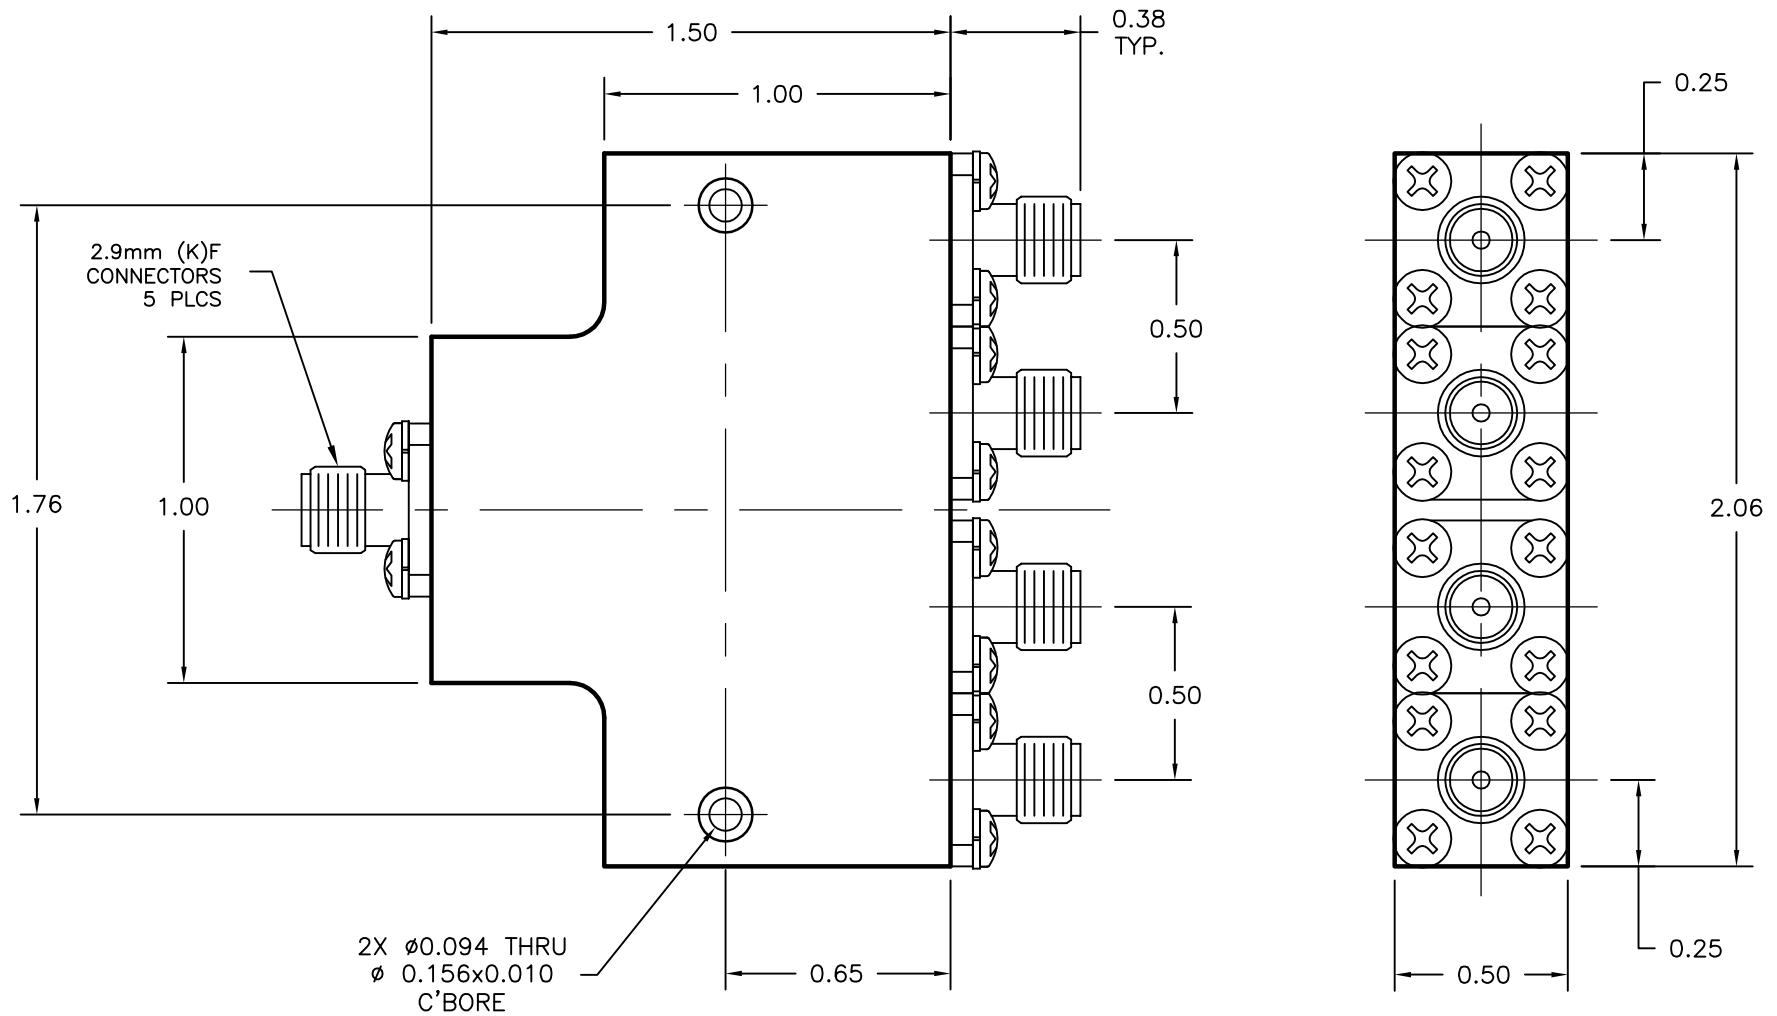 1.50
0.38
TYP.
1.00
0.25
2.9mm (K)F
CONNECTORS
5 PLCS
0.50
1.76
1.00
2.06
0.50
2X ⌀0.094 THRU
⌀ 0.156x0.010
C'BORE
0.65
0.50
0.25